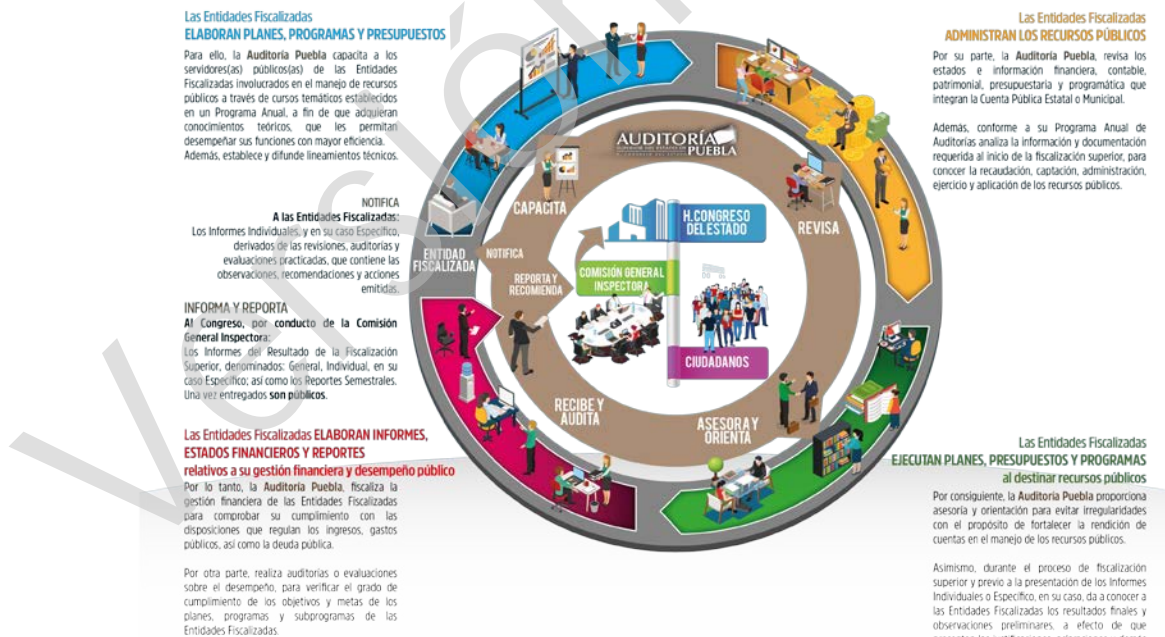 Las Entidades Fiscalizadas
ELABORAN PLANES, PROGRAMAS Y PRESUPUESTOS
Para ello, la Auditoría Puebla capacita a los
servidores(as) públicos(as) de las Entidades
Fiscalizadas involucrados en el manejo de recursos
públicos a través de cursos temáticos establecidos
en un Programa Anual, a fin de que adquieran
conocimientos teóricos, que les permitan
desempeñar sus funciones con mayor eficiencia.
Además, establece y difunde lineamientos técnicos.
NOTIFICA
A las Entidades Fiscalizadas:
Los Informes Individuales, y en su caso Específico,
derivados de las revisiones, auditorías y
evaluaciones practicadas, que contiene las
observaciones, recomendaciones y acciones
emitidas.
INFORMA Y REPORTA
Al Congreso, por conducto de la Comisión
General Inspectora:
Los Informes del Resultado de la Fiscalización
Superior, denominados: General, Individual, en su
caso Específico; así como los Reportes Semestrales.
Una vez entregados son públicos.
Las Entidades Fiscalizadas ELABORAN INFORMES,
ESTADOS FINANCIEROS Y REPORTES
relativos a su gestión financiera y desempeño público
Por lo tanto, la Auditoría Puebla, fiscaliza la
gestión financiera de las Entidades Fiscalizadas
para comprobar su cumplimiento con las
disposiciones que regulan los ingresos, gastos
públicos, así como la deuda pública.
Por otra parte, realiza auditorías o evaluaciones
sobre el desempeño, para verificar el grado de
cumplimiento de los objetivos y metas de los
planes, programas y subprogramas de las
Entidades Fiscalizadas.
AUDITORÍA
PUEBLA
CAPACITA
REVISA
H. CONGRESO
DEL ESTADO
ENTIDAD
FISCALIZADA
NOTIFICA
REPORTA Y
RECOMIENDA
COMISIÓN GENERAL
INSPECTORA
CIUDADANOS
RECIBE Y
AUDITA
ASESORA Y
ORIENTA
Las Entidades Fiscalizadas
ADMINISTRAN LOS RECURSOS PÚBLICOS
Por su parte, la Auditoría Puebla, revisa los
estados e información financiera, contable,
patrimonial, presupuestaria y programática que
integran la Cuenta Pública Estatal o Municipal.
Además, conforme a su Programa Anual de
Auditorías analiza la información y documentación
requerida al inicio de la fiscalización superior, para
conocer la recaudación, captación, administración,
ejercicio y aplicación de los recursos públicos.
Las Entidades Fiscalizadas
EJECUTAN PLANES, PRESUPUESTOS Y PROGRAMAS
al destinar recursos públicos
Por consiguiente, la Auditoría Puebla proporciona
asesoría y orientación para evitar irregularidades
con el propósito de fortalecer la rendición de
cuentas en el manejo de los recursos públicos.
Asimismo, durante el proceso de fiscalización
superior y previo a la presentación de los Informes
Individuales o Específico, en su caso, da a conocer a
las Entidades Fiscalizadas los resultados finales y
observaciones preliminares, a efecto de que